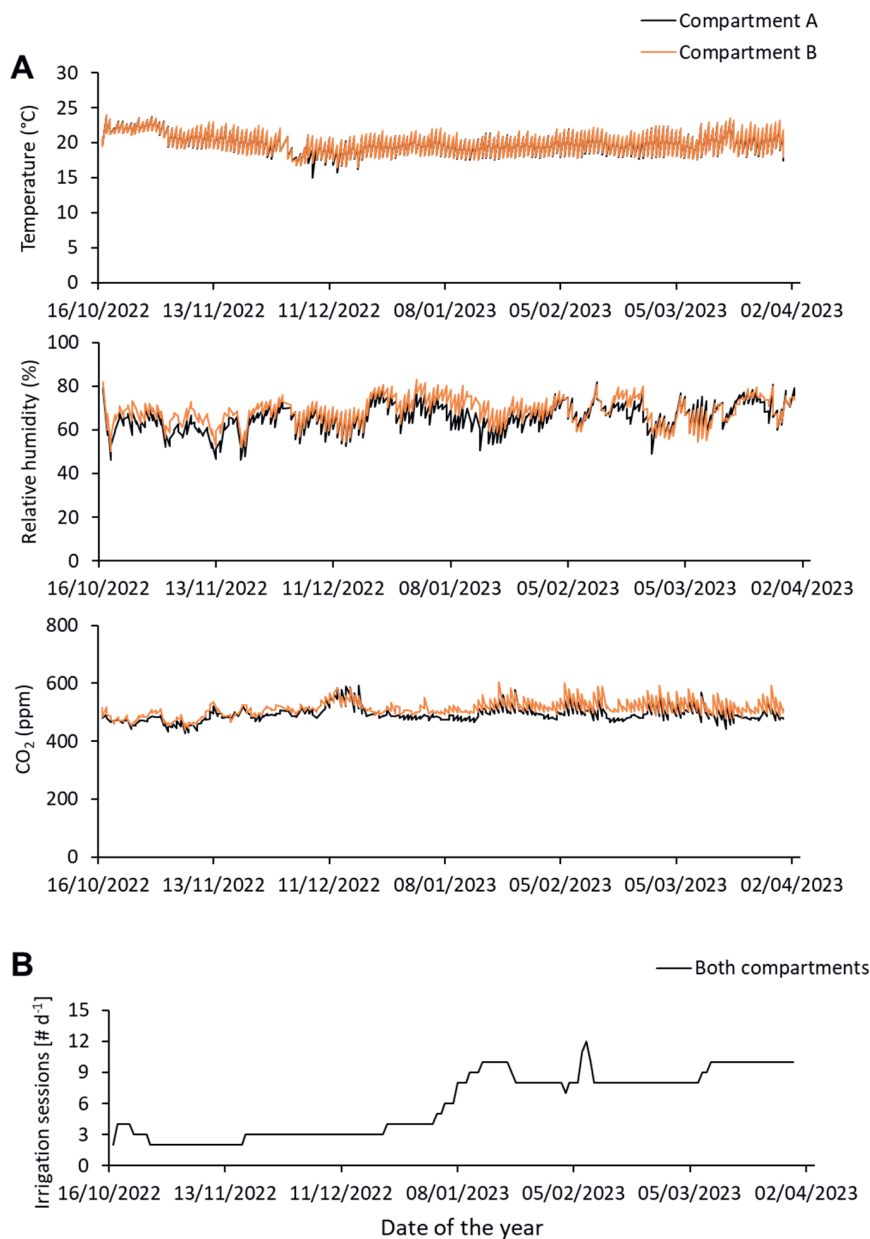 Compartment A
Compartment B
A
Temperature (°C)
30
25
20
15
10
5
0
16/10/2022 13/11/2022 11/12/2022 08/01/2023 05/02/2023 05/03/2023 02/04/2023
Relative humidity (%)
100
80
60
40
20
0
16/10/2022 13/11/2022 11/12/2022 08/01/2023 05/02/2023 05/03/2023 02/04/2023
CO₂ (ppm)
800
600
400
200
0
16/10/2022 13/11/2022 11/12/2022 08/01/2023 05/02/2023 05/03/2023 02/04/2023
B
Both compartments
Irrigation sessions [# d⁻¹]
15
12
9
6
3
0
16/10/2022 13/11/2022 11/12/2022 08/01/2023 05/02/2023 05/03/2023 02/04/2023
Date of the year